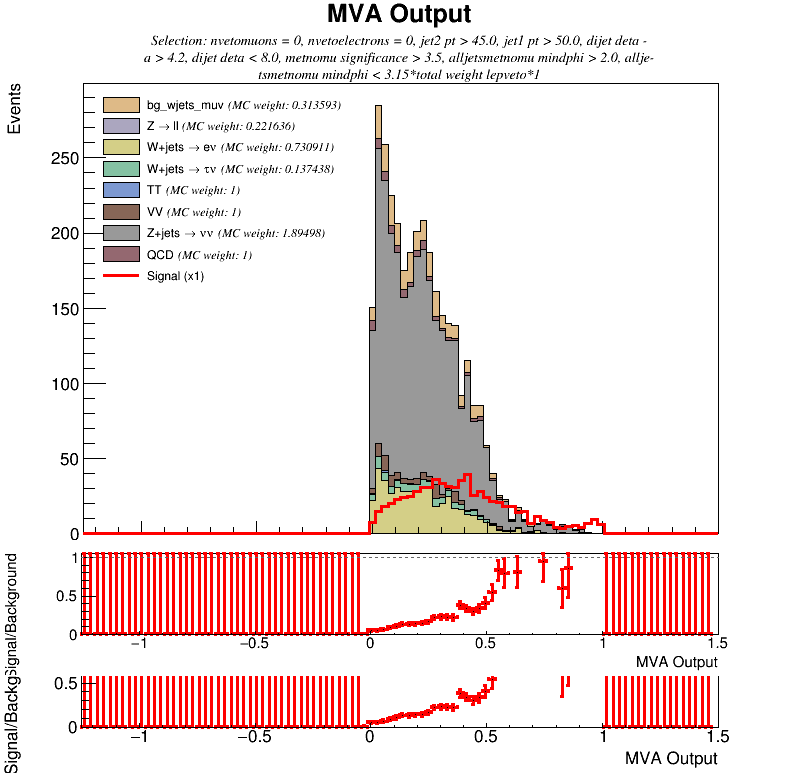 MVA Output
Selection: nvetomuons = 0, nvetoelectrons = 0, jet2 pt > 45.0, jet1 pt > 50.0, dijet deta -
a > 4.2, dijet deta < 8.0, metnomu significance > 3.5, alljetsmetnomu mindphi > 2.0, allje-
tsmetnomu mindphi < 3.15*total weight lepveto*1
Events
bg_wjets_muv (MC weight: 0.313593)
Z → ll (MC weight: 0.221636)
W+jets → eν (MC weight: 0.730911)
W+jets → τν (MC weight: 0.137438)
TT (MC weight: 1)
VV (MC weight: 1)
Z+jets → νν (MC weight: 1.89498)
QCD (MC weight: 1)
Signal (x1)
250
200
150
100
50
0
Signal/Background
1
0.5
0
−1 −0.5 0 0.5 1 1.5
MVA Output
Signal/Backg
0.5
0
−1 −0.5 0 0.5 1 1.5
MVA Output